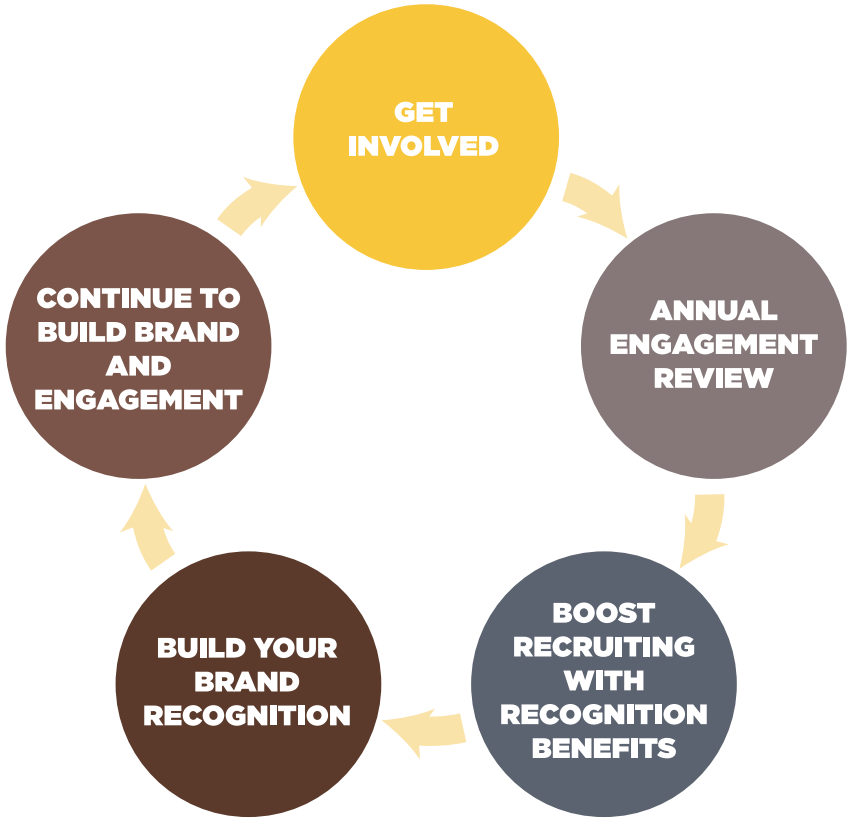 GET
INVOLVED
ANNUAL
ENGAGEMENT
REVIEW
BOOST
RECRUITING
WITH
RECOGNITION
BENEFITS
BUILD YOUR
BRAND
RECOGNITION
CONTINUE TO
BUILD BRAND
AND
ENGAGEMENT